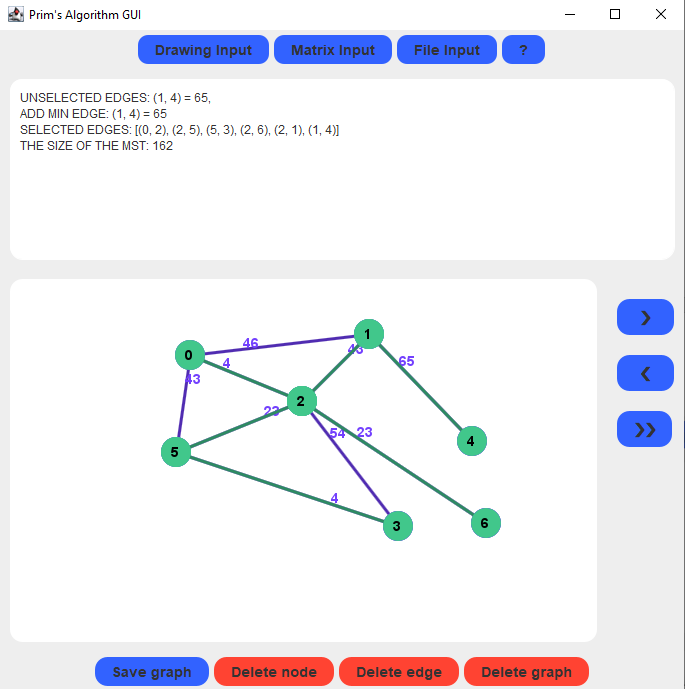 Prim's Algorithm GUI
Drawing Input Matrix Input File Input ?
UNSELECTED EDGES: (1, 4) = 65,
ADD MIN EDGE: (1, 4) = 65
SELECTED EDGES: [(0, 2), (2, 5), (5, 3), (2, 6), (2, 1), (1, 4)]
THE SIZE OF THE MST: 162
1
46
43
0
4
65
43
2
23
54
23
4
5
4
3
6
Save graph Delete node Delete edge Delete graph